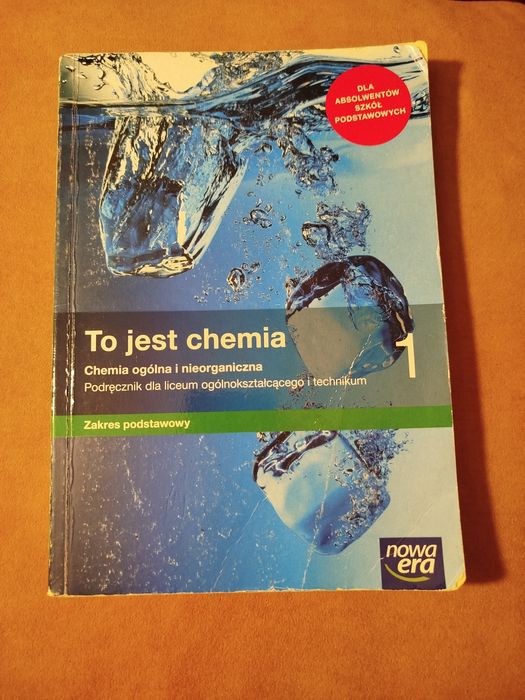 DLA
ABSOLWENTÓW
SZKÓŁ
PODSTAWOWYCH
To jest chemia
1
Chemia ogólna i nieorganiczna
Podręcznik dla liceum ogólnokształcącego i technikum
Zakres podstawowy
nowa
era